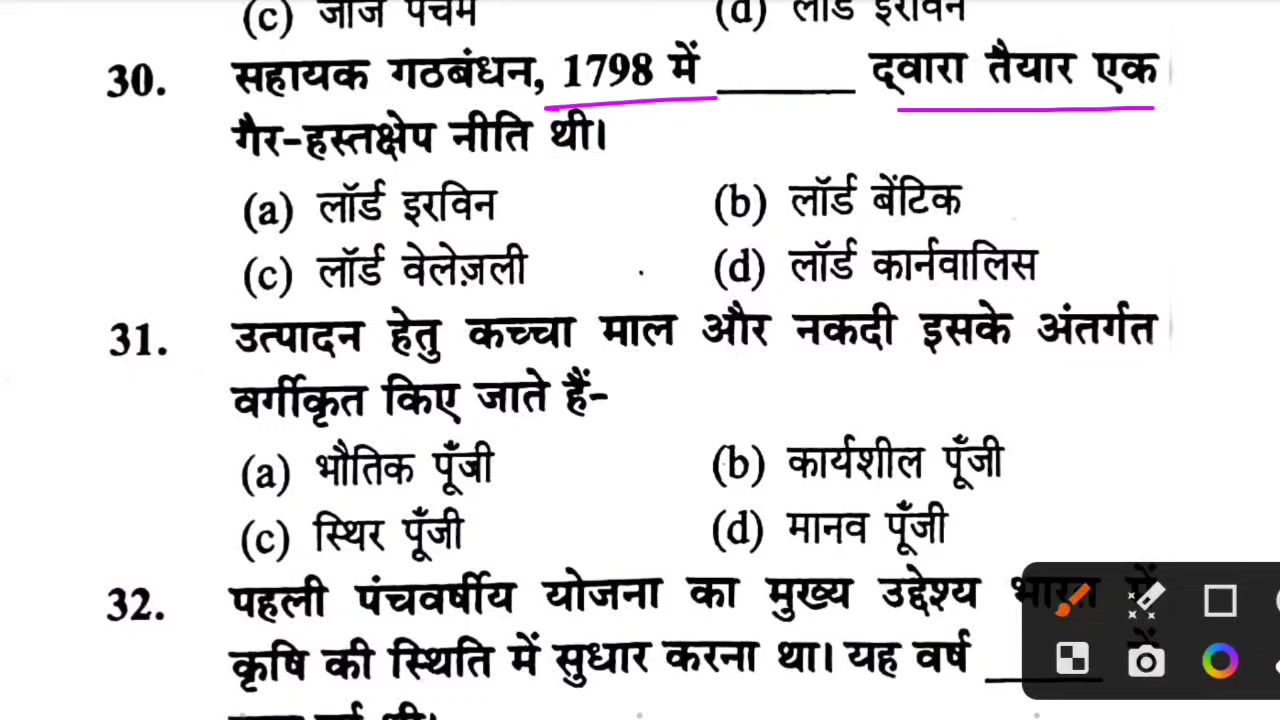 (c) जॉर्ज पंचम (d) लॉर्ड इरविन
30. सहायक गठबंधन, 1798 में ______ द्वारा तैयार एक
गैर-हस्तक्षेप नीति थी।
(a) लॉर्ड इरविन (b) लॉर्ड बेंटिक
(c) लॉर्ड वेलेज़ली (d) लॉर्ड कार्नवालिस
31. उत्पादन हेतु कच्चा माल और नकदी इसके अंतर्गत
वर्गीकृत किए जाते हैं-
(a) भौतिक पूँजी (b) कार्यशील पूँजी
(c) स्थिर पूँजी (d) मानव पूँजी
32. पहली पंचवर्षीय योजना का मुख्य उद्देश्य भारत में
कृषि की स्थिति में सुधार करना था। यह वर्ष ______ में